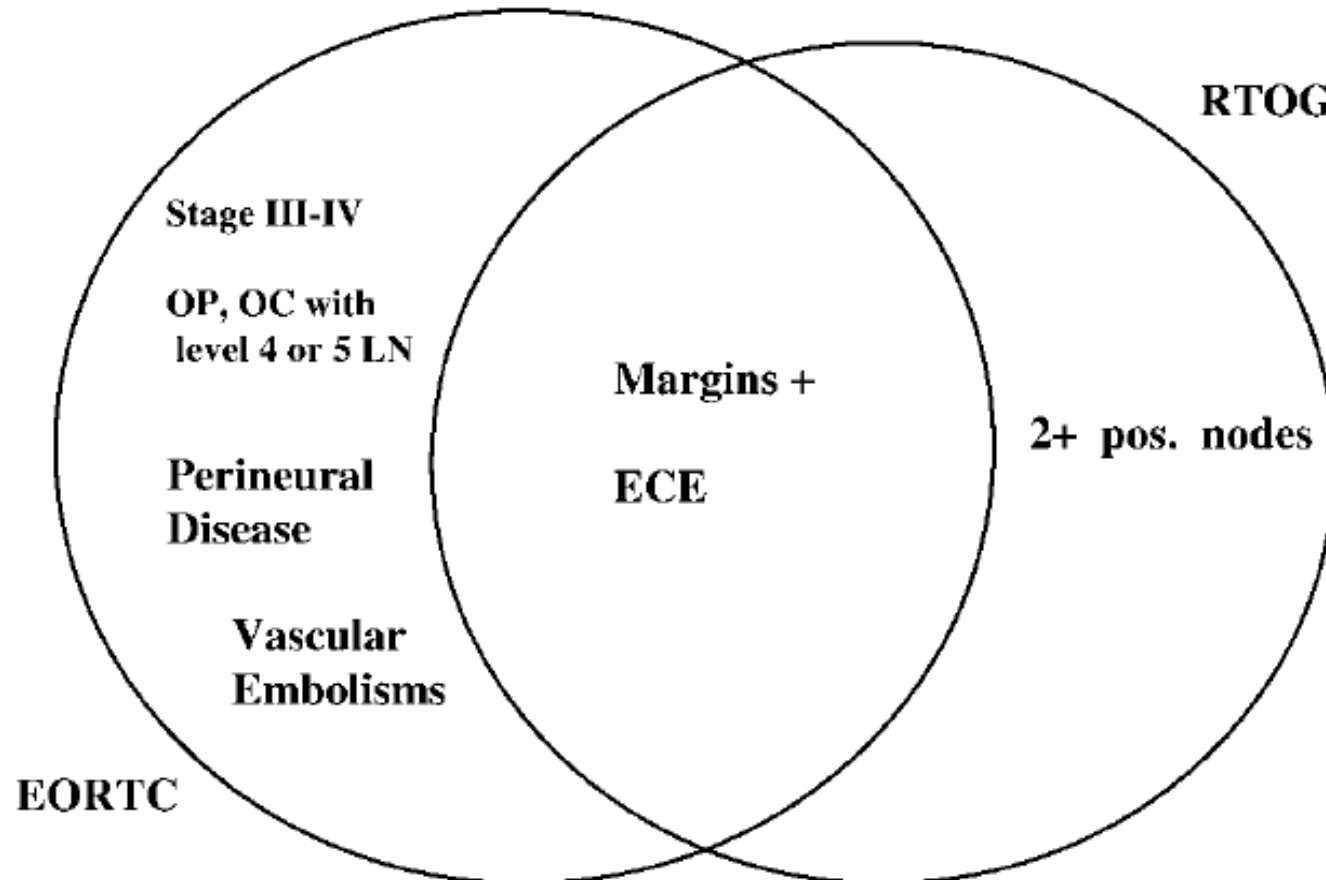 RTOG
Stage III-IV
OP, OC with
level 4 or 5 LN
Margins +
2+ pos. nodes
Perineural
Disease
ECE
Vascular
Embolisms
EORTC